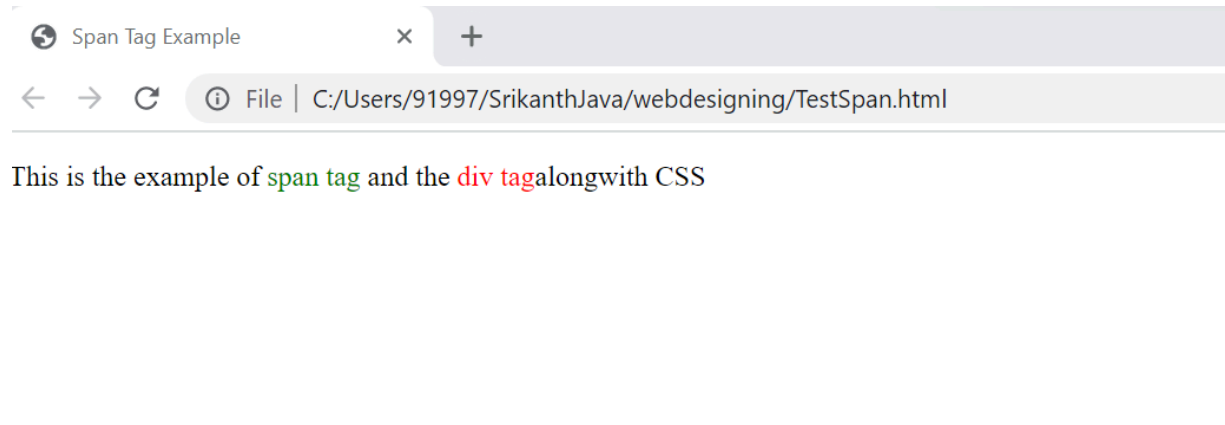 Span Tag Example
File | C:/Users/91997/SrikanthJava/webdesigning/TestSpan.html
This is the example of span tag and the div tagalongwith CSS